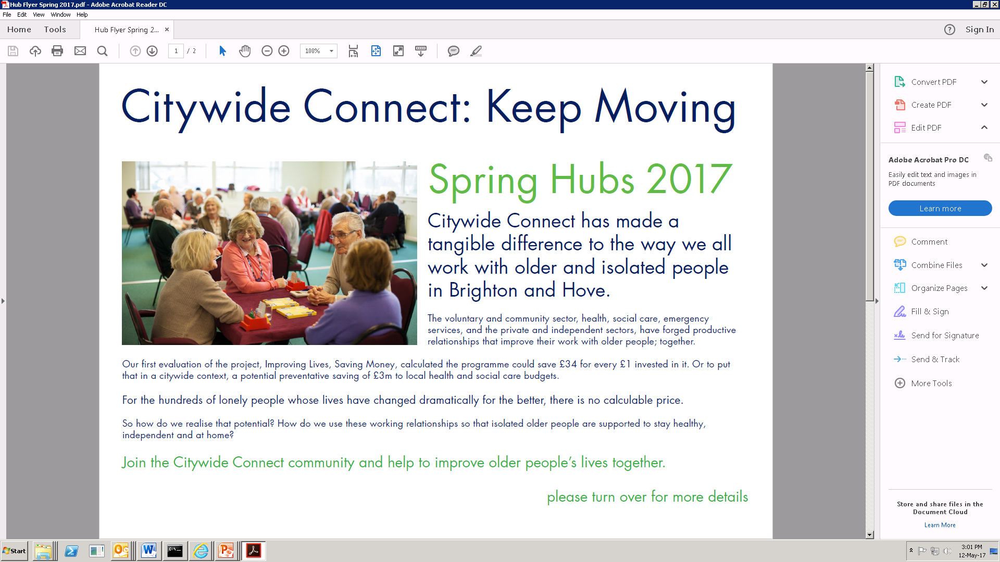 Hub Flyer Spring 2017.pdf - Adobe Acrobat Reader DC
File Edit View Window Help
Home Tools Hub Flyer Spring 2... × ? Sign In
1 / 2 100%
Citywide Connect: Keep Moving
Spring Hubs 2017
Citywide Connect has made a
tangible difference to the way we all
work with older and isolated people
in Brighton and Hove.
The voluntary and community sector, health, social care, emergency
services, and the private and independent sectors, have forged productive
relationships that improve their work with older people; together.
Our first evaluation of the project, Improving Lives, Saving Money, calculated the programme could save £34 for every £1 invested in it. Or to put
that in a citywide context, a potential preventative saving of £3m to local health and social care budgets.
For the hundreds of lonely people whose lives have changed dramatically for the better, there is no calculable price.
So how do we realise that potential? How do we use these working relationships so that isolated older people are supported to stay healthy,
independent and at home?
Join the Citywide Connect community and help to improve older people's lives together.
please turn over for more details
Convert PDF
Create PDF
Edit PDF
Adobe Acrobat Pro DC
Easily edit text and images in
PDF documents
Learn more
Comment
Combine Files
Organize Pages
Fill & Sign
Send for Signature
Send & Track
More Tools
Store and share files in the
Document Cloud
Learn More
Start
3:01 PM
12-May-17